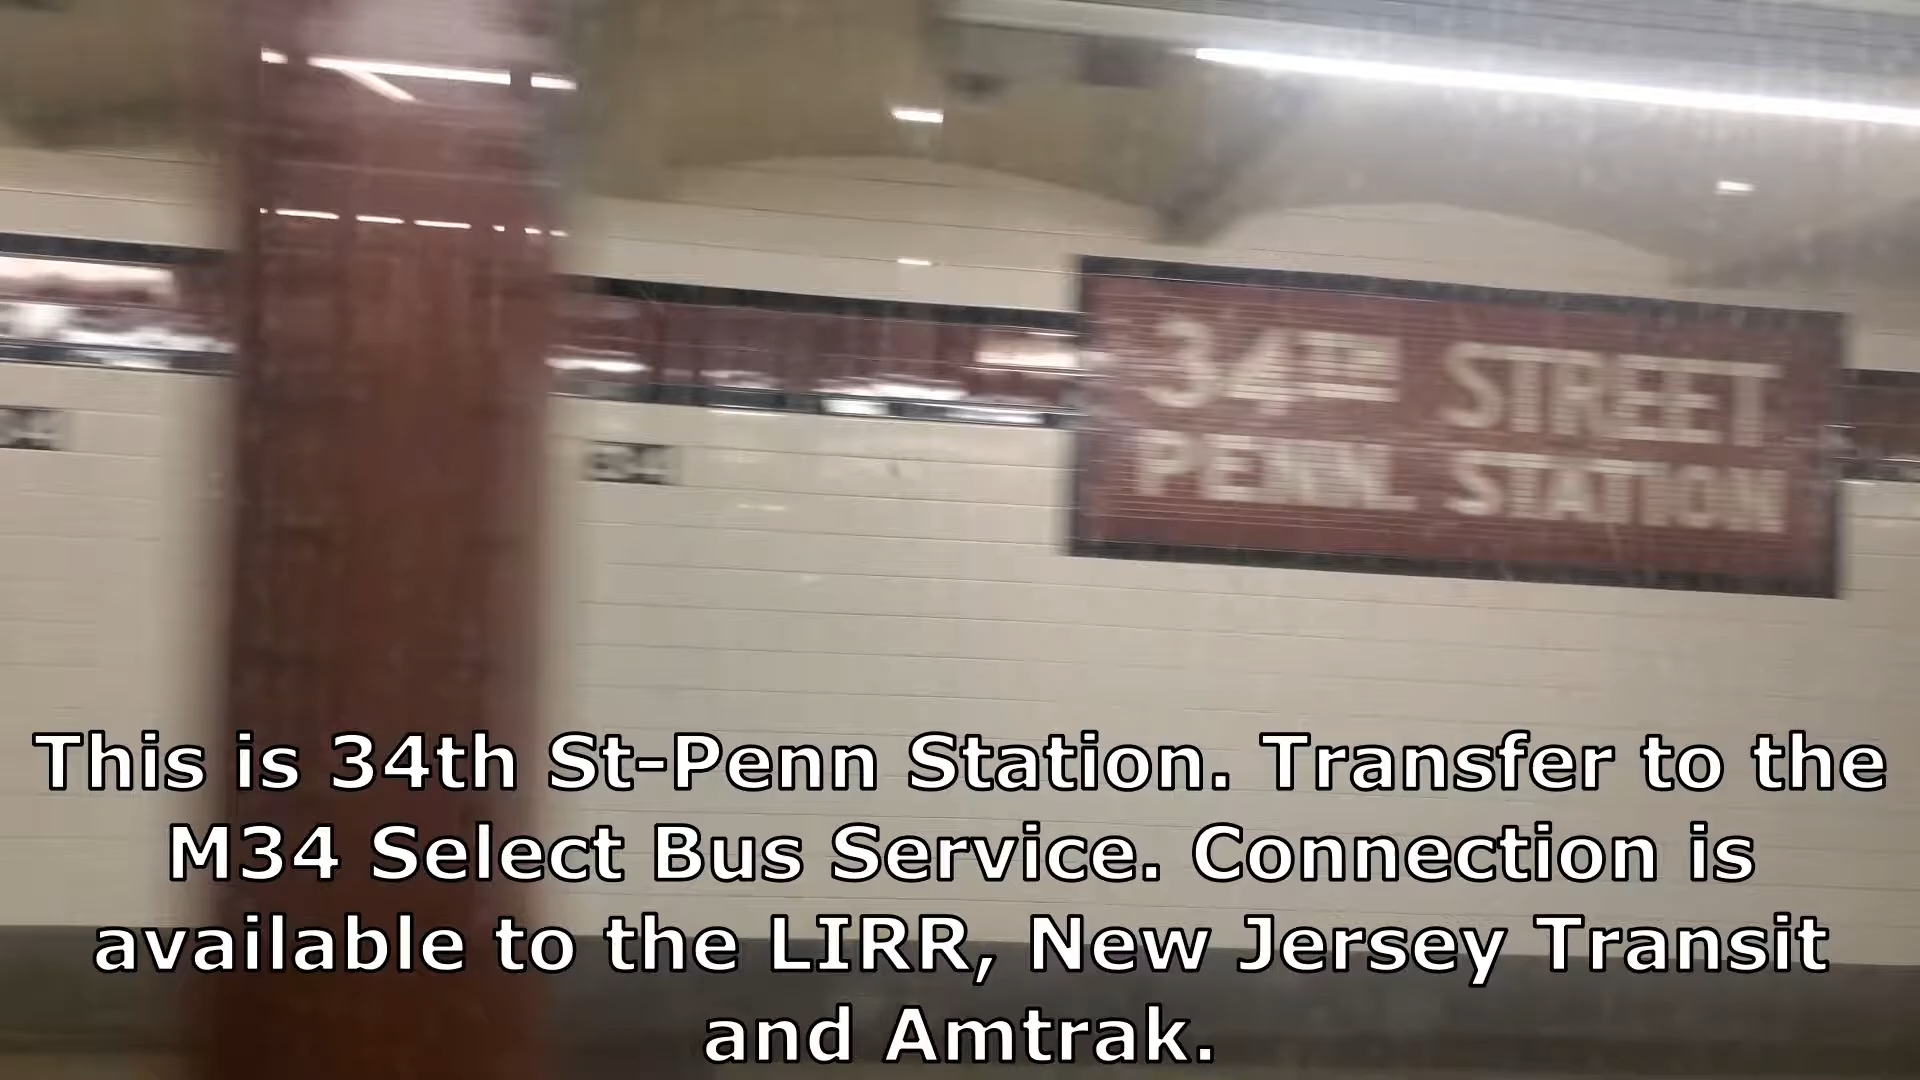 34TH STREET
PENN. STATION
34
This is 34th St-Penn Station. Transfer to the
M34 Select Bus Service. Connection is
available to the LIRR, New Jersey Transit
and Amtrak.